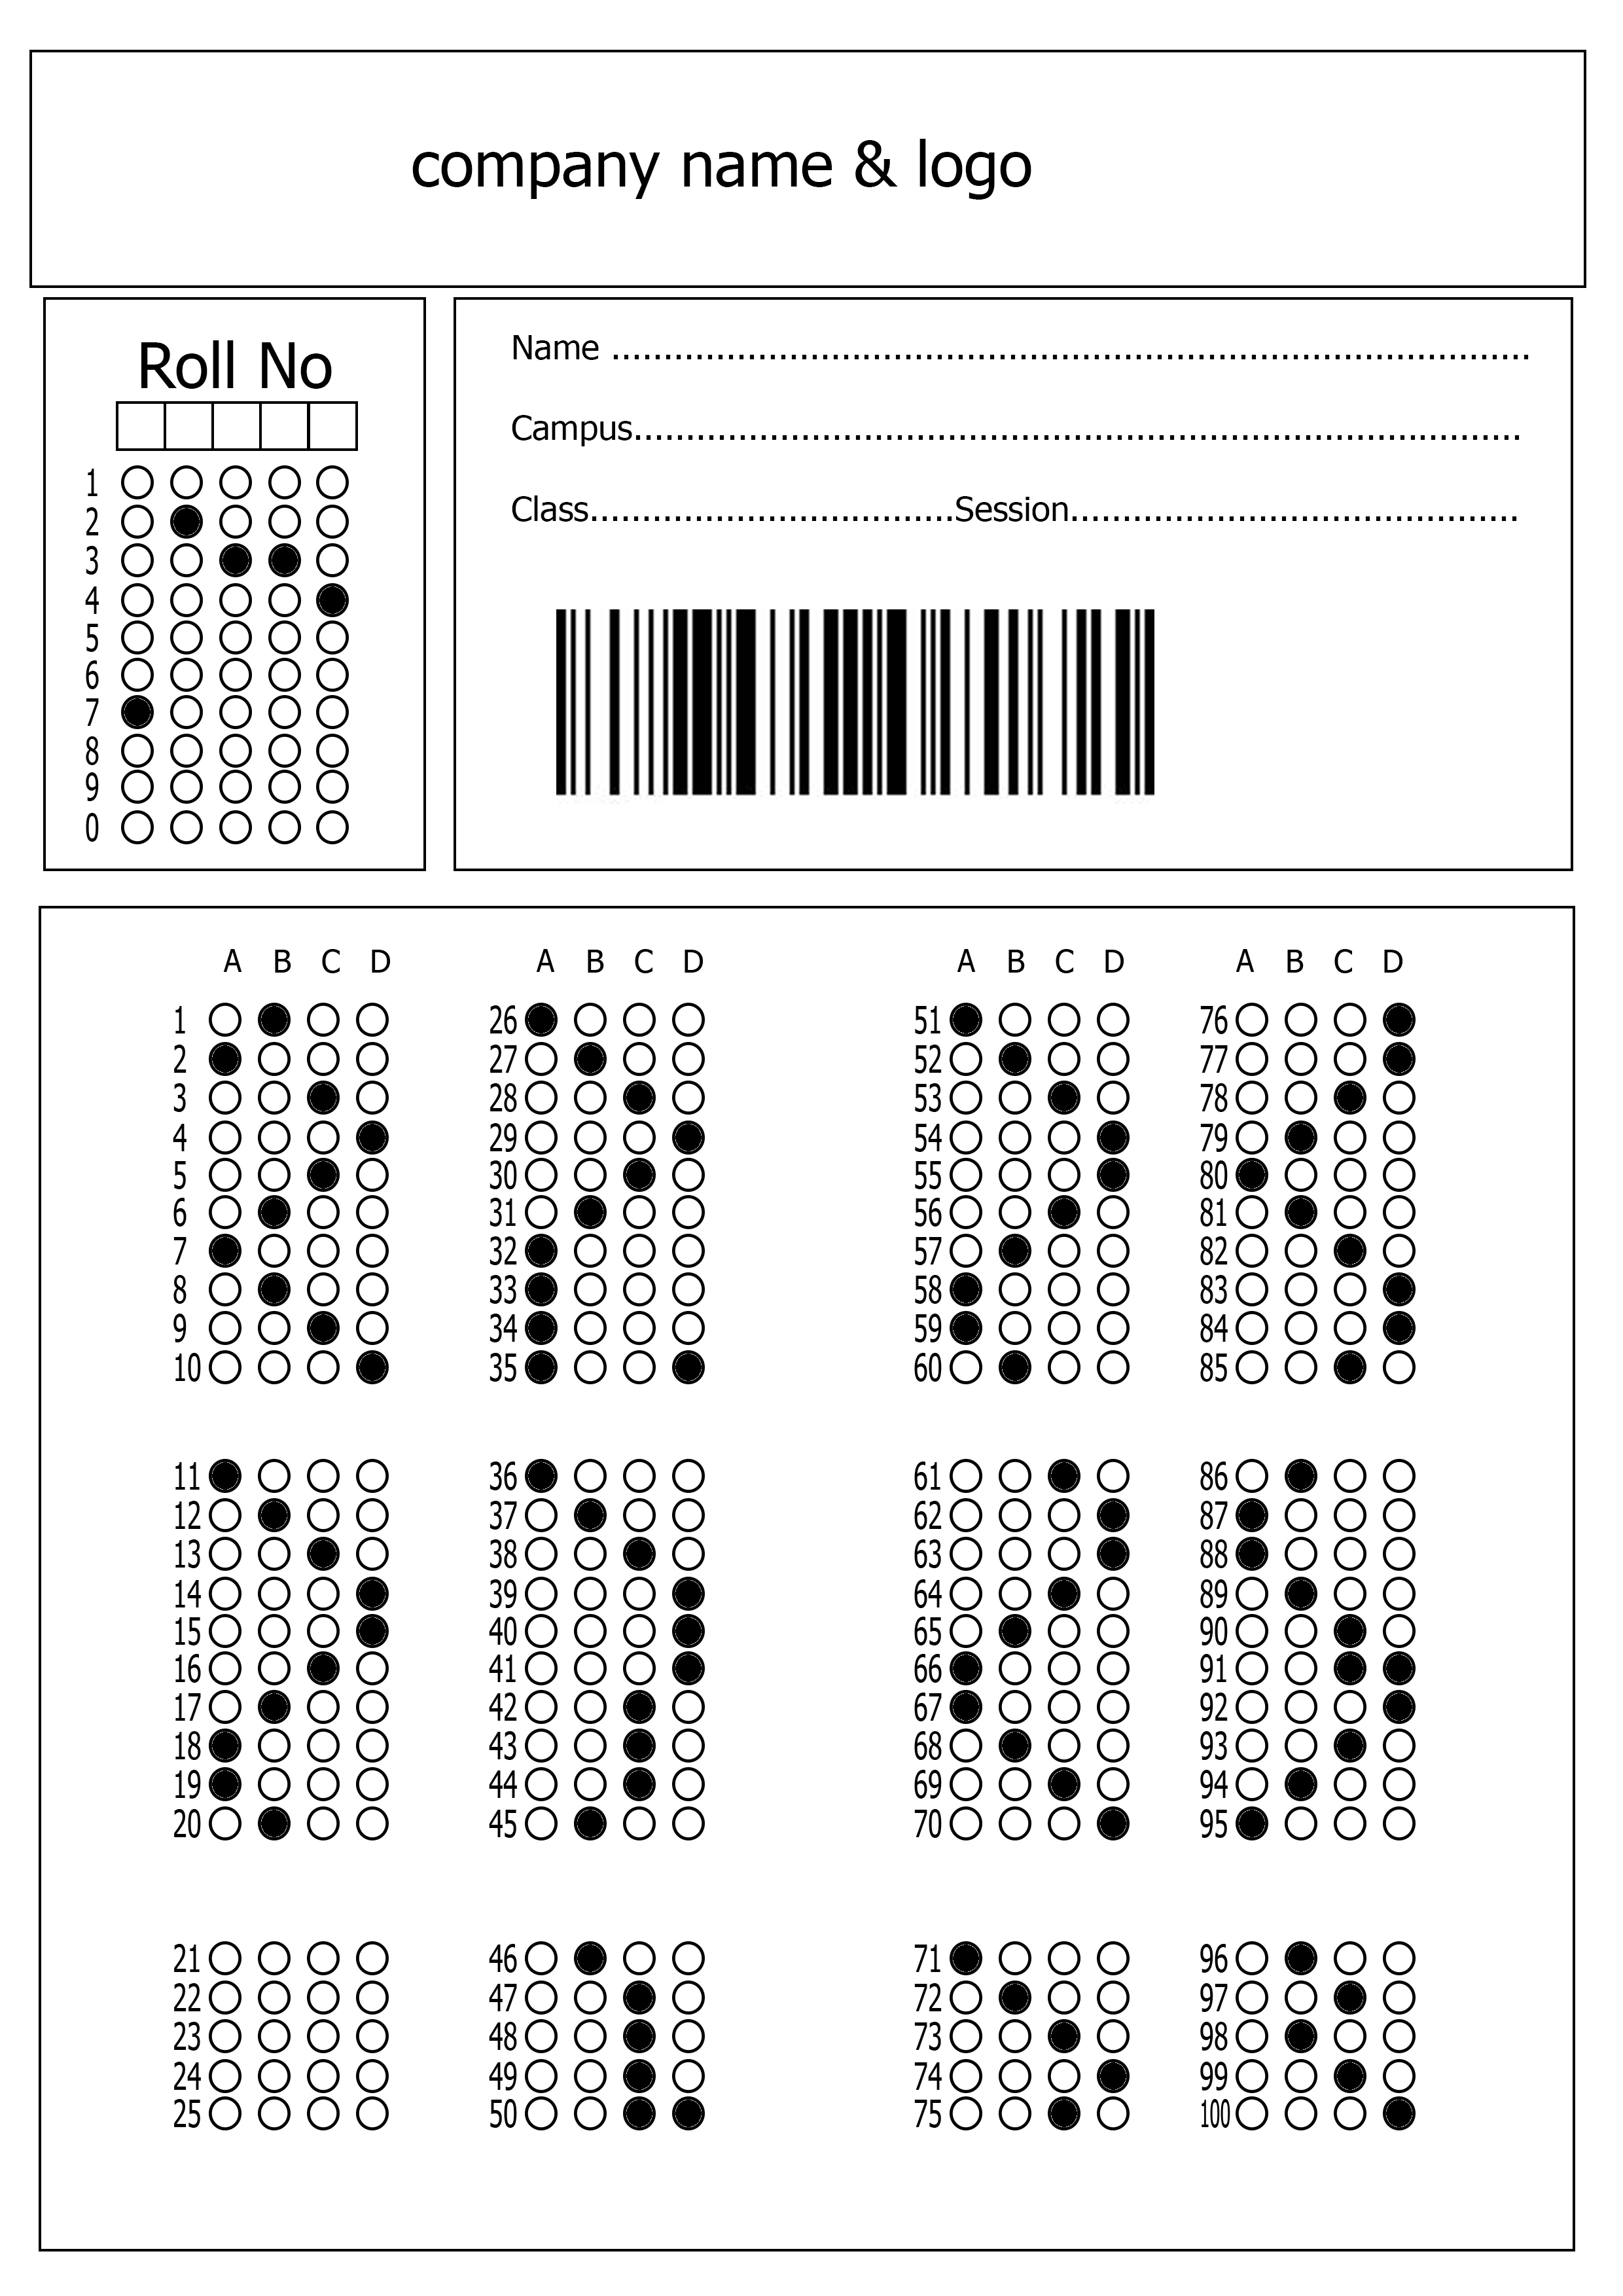 company name & logo
Roll No
1
2
3
4
5
6
7
8
9
0
Name ........................................................................................
Campus.....................................................................................
Class...................................Session...........................................
A B C D A B C D A B C D A B C D
1 26 51 76
2 27 52 77
3 28 53 78
4 29 54 79
5 30 55 80
6 31 56 81
7 32 57 82
8 33 58 83
9 34 59 84
10 35 60 85
11 36 61 86
12 37 62 87
13 38 63 88
14 39 64 89
15 40 65 90
16 41 66 91
17 42 67 92
18 43 68 93
19 44 69 94
20 45 70 95
21 46 71 96
22 47 72 97
23 48 73 98
24 49 74 99
25 50 75 100